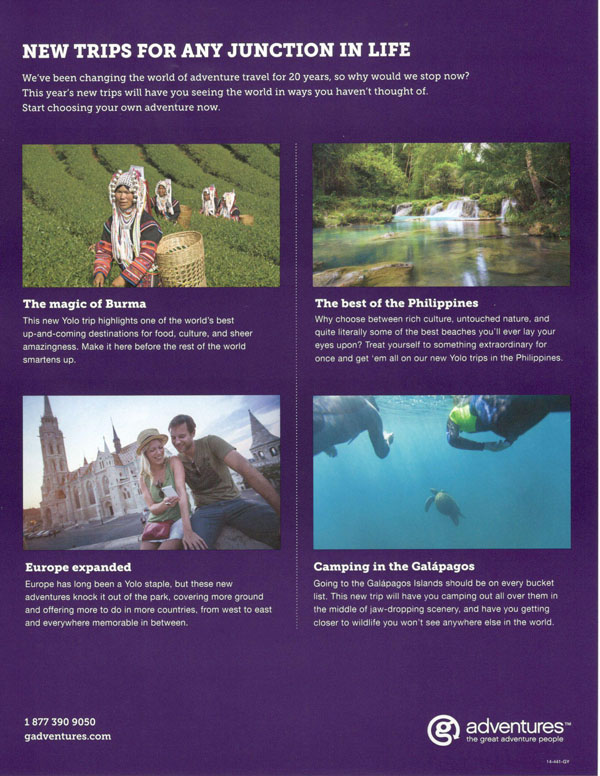 NEW TRIPS FOR ANY JUNCTION IN LIFE
We've been changing the world of adventure travel for 20 years, so why would we stop now?
This year's new trips will have you seeing the world in ways you haven't thought of.
Start choosing your own adventure now.
The magic of Burma
This new Yolo trip highlights one of the world's best
up-and-coming destinations for food, culture, and sheer
amazingness. Make it here before the rest of the world
smartens up.
The best of the Philippines
Why choose between rich culture, untouched nature, and
quite literally some of the best beaches you'll ever lay your
eyes upon? Treat yourself to something extraordinary for
once and get 'em all on our new Yolo trips in the Philippines.
Europe expanded
Europe has long been a Yolo staple, but these new
adventures knock it out of the park, covering more ground
and offering more to do in more countries, from west to east
and everywhere memorable in between.
Camping in the Galápagos
Going to the Galápagos Islands should be on every bucket
list. This new trip will have you camping out all over them in
the middle of jaw-dropping scenery, and have you getting
closer to wildlife you won't see anywhere else in the world.
1 877 390 9050
gadventures.com
g adventures™
the great adventure people